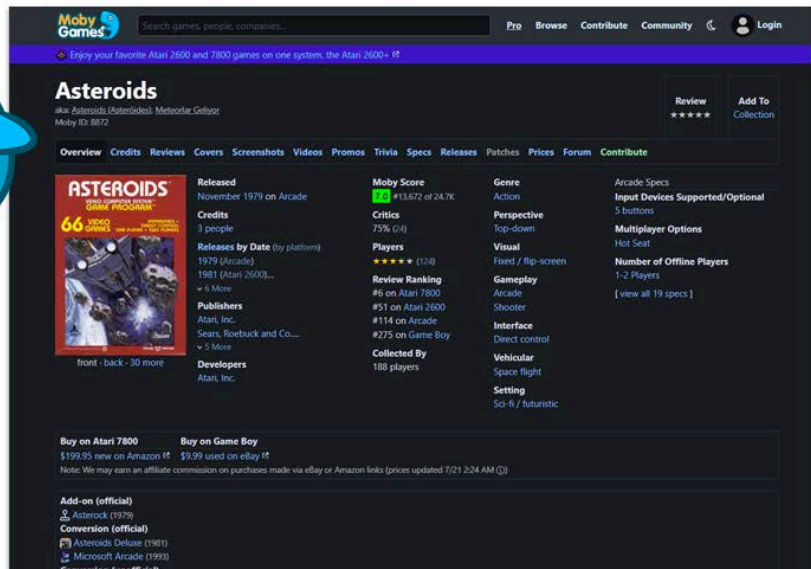 Moby Games
Search games, people, companies...
Pro Browse Contribute Community Login
Enjoy your favorite Atari 2600 and 7800 games on one system, the Atari 2600+
Asteroids
aka: Asteroids (Asteróides), Meteorlar Geliyor
Moby ID: 8872
Review
Add To
Collection
Overview Credits Reviews Covers Screenshots Videos Promos Trivia Specs Releases Patches Prices Forum Contribute
ASTEROIDS
VIDEO COMPUTER SYSTEM
GAME PROGRAM
66 VIDEO GAMES
front · back · 30 more
Released
November 1979 on Arcade
Credits
3 people
Releases by Date (by platform)
1979 (Arcade)
1981 (Atari 2600)...
6 More
Publishers
Atari, Inc.
Sears, Roebuck and Co....
5 More
Developers
Atari, Inc.
Moby Score
7.0 #13,672 of 24.7K
Critics
75% (24)
Players
(124)
Review Ranking
#6 on Atari 7800
#51 on Atari 2600
#114 on Arcade
#275 on Game Boy
Collected By
188 players
Genre
Action
Perspective
Top-down
Visual
Fixed / flip-screen
Gameplay
Arcade
Shooter
Interface
Direct control
Vehicular
Space flight
Setting
Sci-fi / futuristic
Arcade Specs
Input Devices Supported/Optional
5 buttons
Multiplayer Options
Hot Seat
Number of Offline Players
1-2 Players
[ view all 19 specs ]
Buy on Atari 7800 Buy on Game Boy
$199.95 new on Amazon $9.99 used on eBay
Note: We may earn an affiliate commission on purchases made via eBay or Amazon links (prices updated 7/21 2:24 AM )
Add-on (official)
Asterock (1979)
Conversion (official)
Asteroids Deluxe (1981)
Microsoft Arcade (1993)